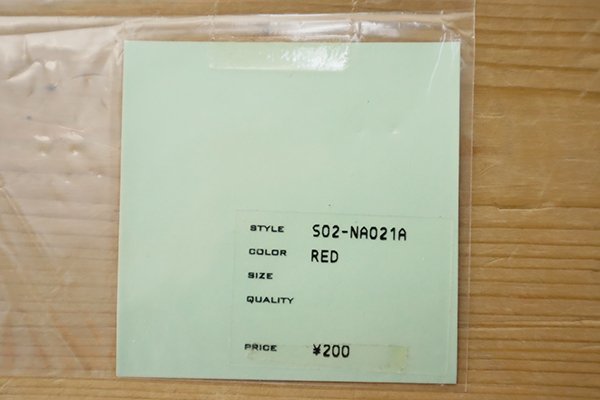 STYLE S02-NA021A
COLOR RED
SIZE
QUALITY
PRICE ¥200